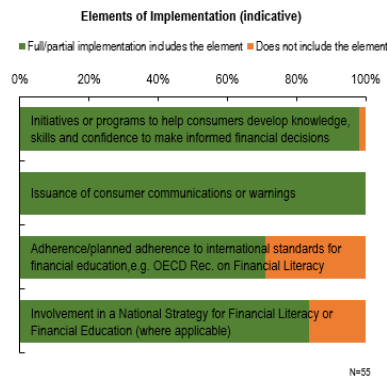 Elements of Implementation (indicative)
Full/partial implementation includes the element Does not include the element
0% 20% 40% 60% 80% 100%
Initiatives or programs to help consumers develop knowledge,
skills and confidence to make informed financial decisions
Issuance of consumer communications or warnings
Adherence/planned adherence to international standards for
financial education,e.g. OECD Rec. on Financial Literacy
Involvement in a National Strategy for Financial Literacy or
Financial Education (where applicable)
N=55